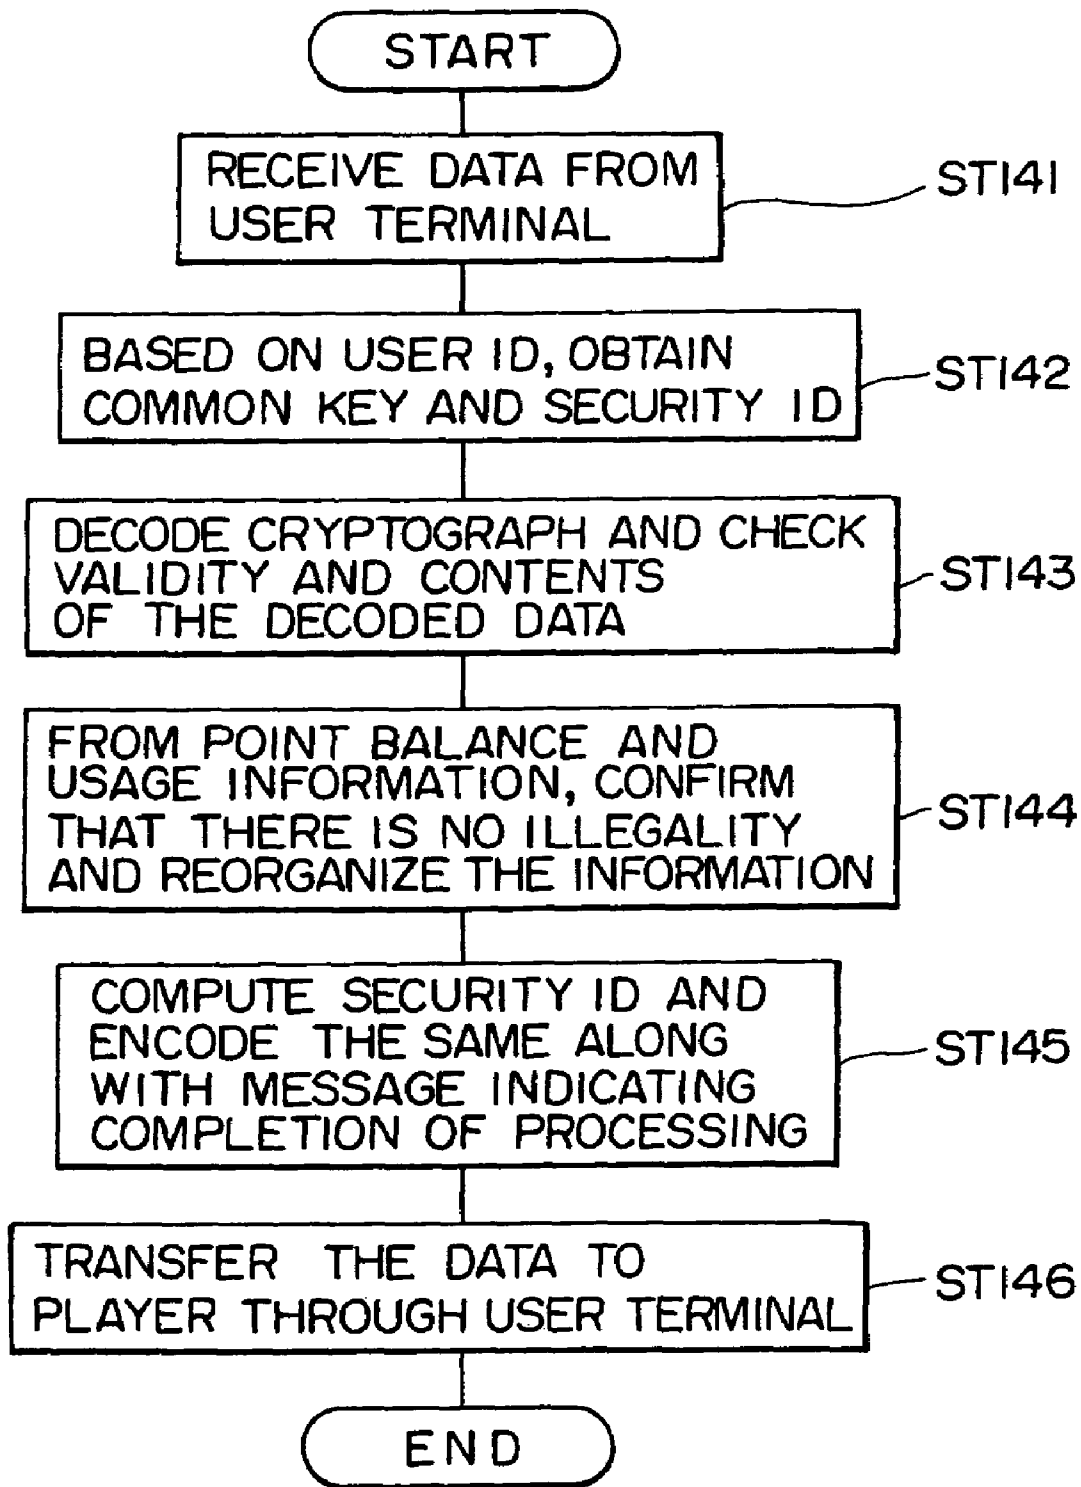 START
RECEIVE DATA FROM
USER TERMINAL
ST141
BASED ON USER ID, OBTAIN
COMMON KEY AND SECURITY ID
ST142
DECODE CRYPTOGRAPH AND CHECK
VALIDITY AND CONTENTS
OF THE DECODED DATA
ST143
FROM POINT BALANCE AND
USAGE INFORMATION, CONFIRM
THAT THERE IS NO ILLEGALITY
AND REORGANIZE THE INFORMATION
ST144
COMPUTE SECURITY ID AND
ENCODE THE SAME ALONG
WITH MESSAGE INDICATING
COMPLETION OF PROCESSING
ST145
TRANSFER THE DATA TO
PLAYER THROUGH USER TERMINAL
ST146
END